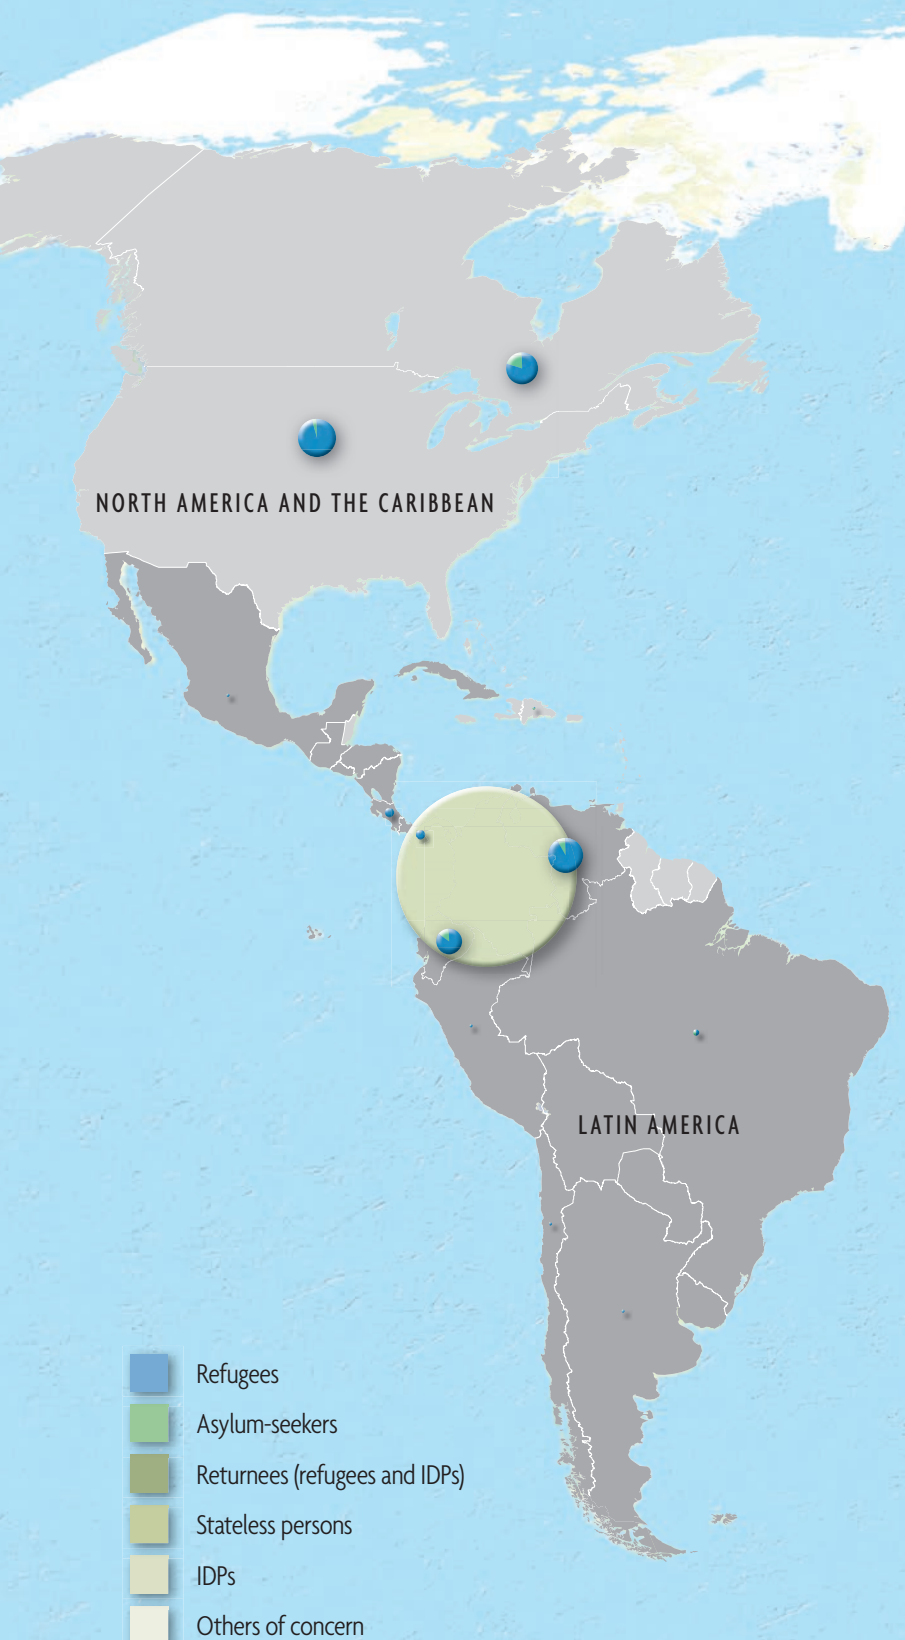 NORTH AMERICA AND THE CARIBBEAN
LATIN AMERICA
Refugees
Asylum-seekers
Returnees (refugees and IDPs)
Stateless persons
IDPs
Others of concern